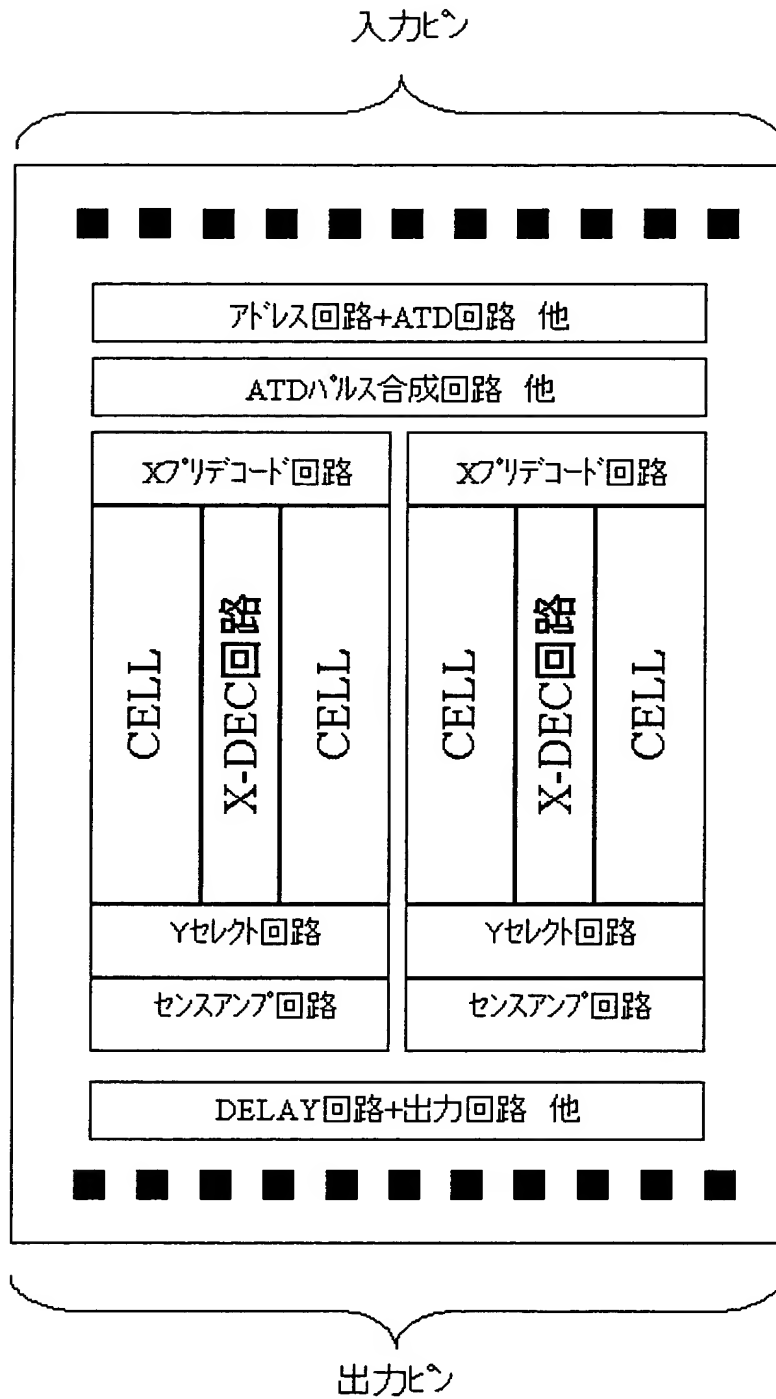 入力ピン
アドレス回路+ATD回路 他
ATDパルス合成回路 他
Xプリデコード回路
Xプリデコード回路
CELL
X-DEC回路
CELL
CELL
X-DEC回路
CELL
Yセレクト回路
Yセレクト回路
センスアンプ回路
センスアンプ回路
DELAY回路+出力回路 他
出力ピン